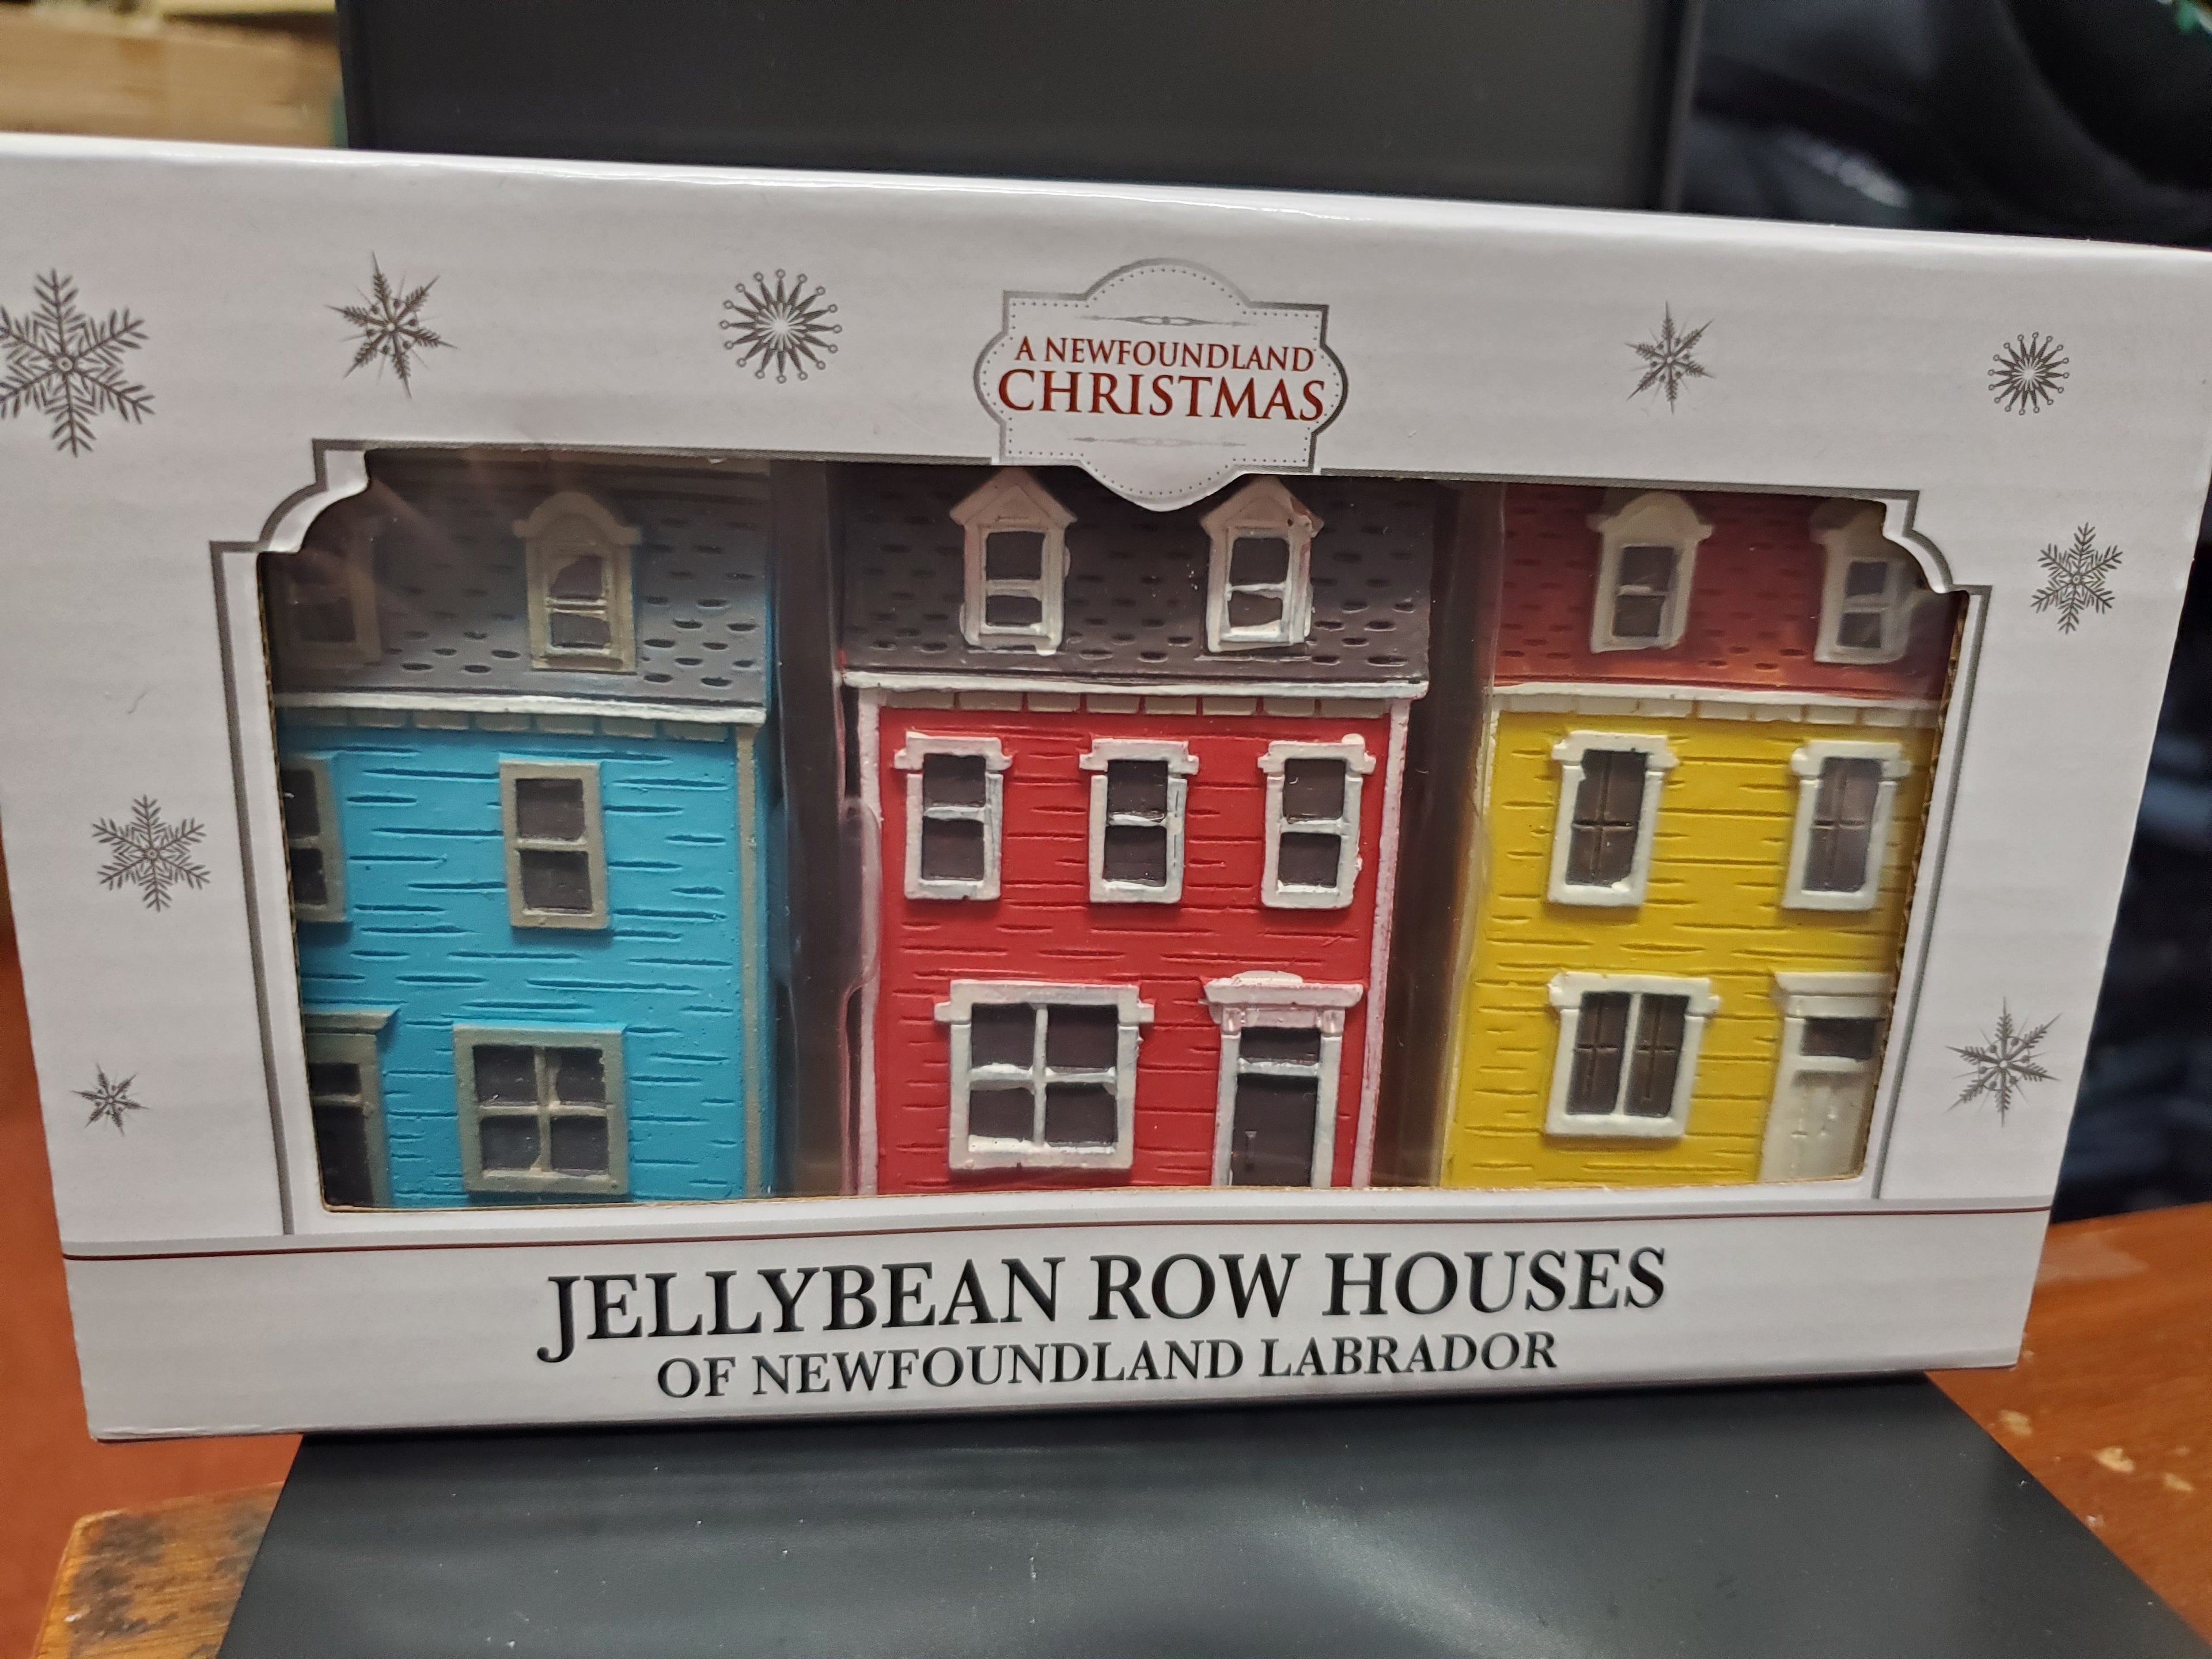 A NEWFOUNDLAND
CHRISTMAS
JELLYBEAN ROW HOUSES
OF NEWFOUNDLAND LABRADOR